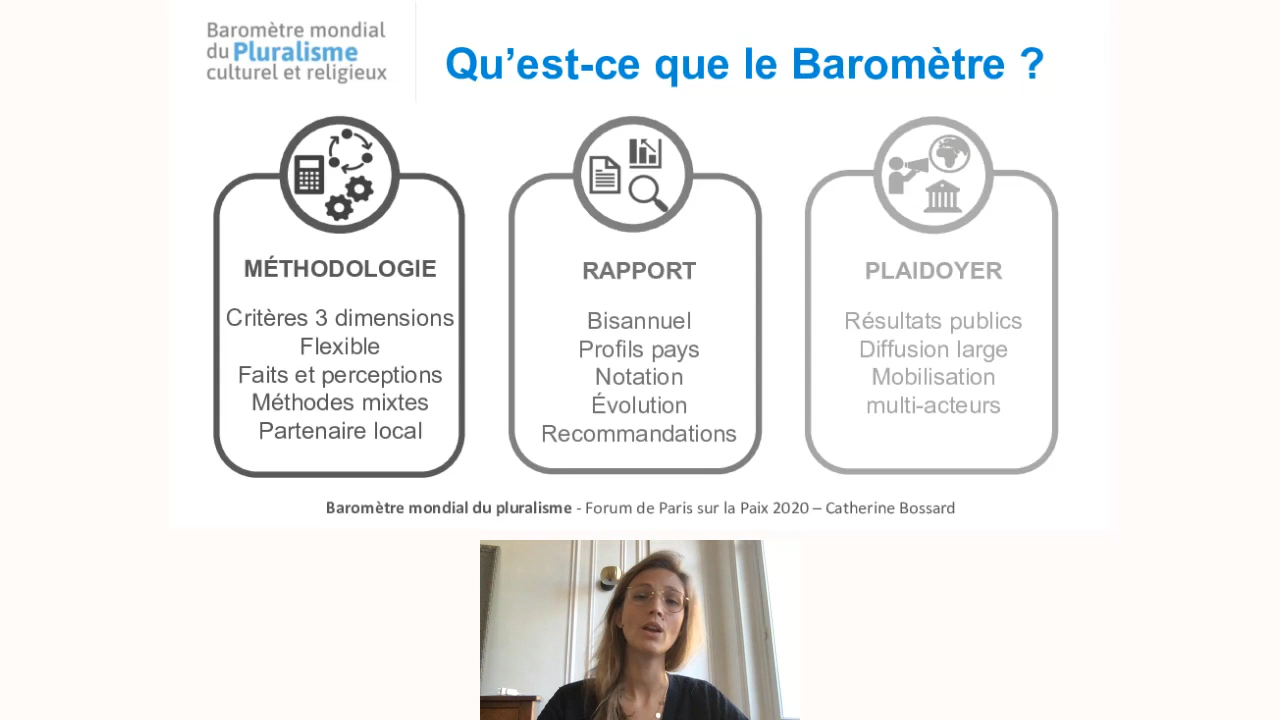 Baromètre mondial
du Pluralisme
culturel et religieux
Qu’est-ce que le Baromètre ?
MÉTHODOLOGIE
Critères 3 dimensions
Flexible
Faits et perceptions
Méthodes mixtes
Partenaire local
RAPPORT
Bisannuel
Profils pays
Notation
Évolution
Recommandations
PLAIDOYER
Résultats publics
Diffusion large
Mobilisation
multi-acteurs
Baromètre mondial du pluralisme - Forum de Paris sur la Paix 2020 – Catherine Bossard